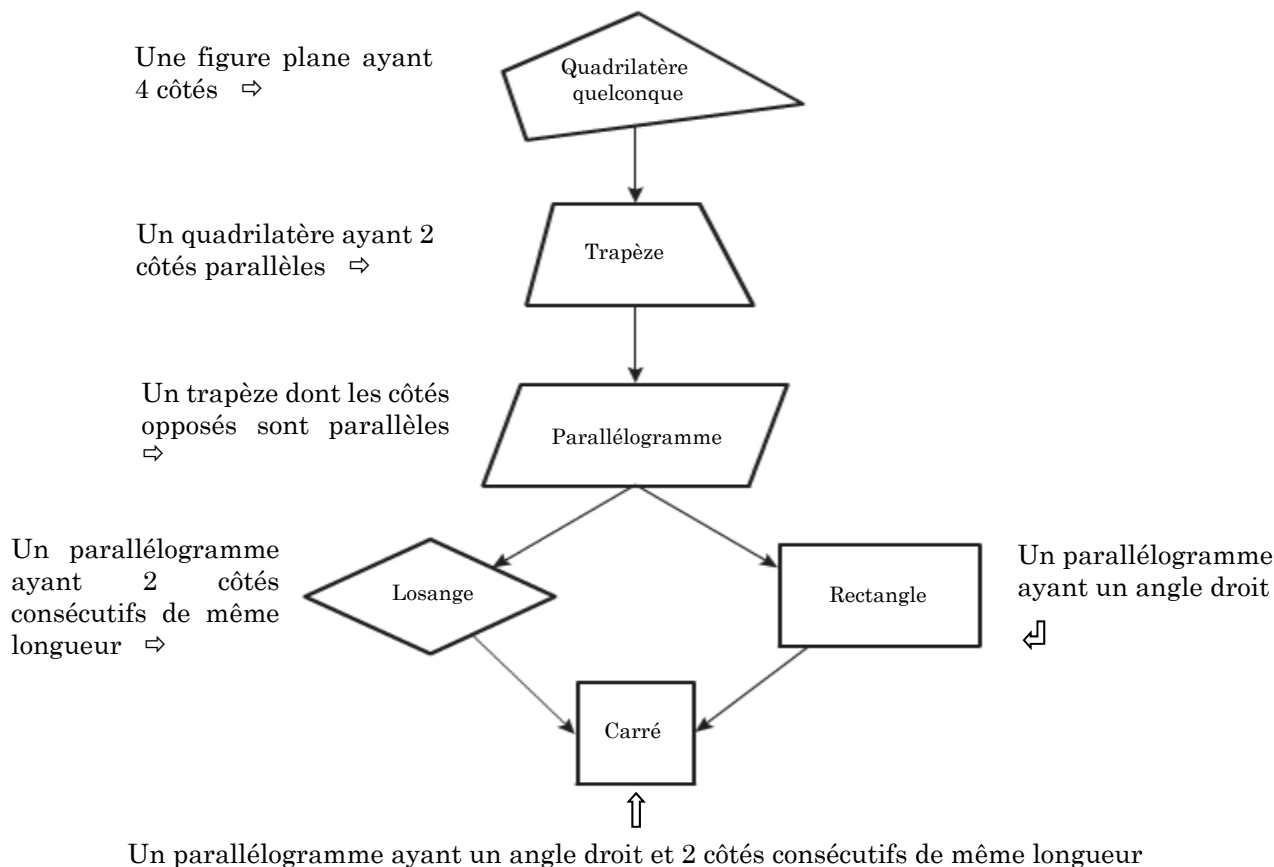 Une figure plane ayant
4 côtés ⇨
Quadrilatère
quelconque
Un quadrilatère ayant 2
côtés parallèles ⇨
Trapèze
Un trapèze dont les côtés
opposés sont parallèles
⇨
Parallélogramme
Un parallélogramme
ayant 2 côtés
consécutifs de même
longueur ⇨
Losange
Rectangle
Un parallélogramme
ayant un angle droit
Carré
Un parallélogramme ayant un angle droit et 2 côtés consécutifs de même longueur